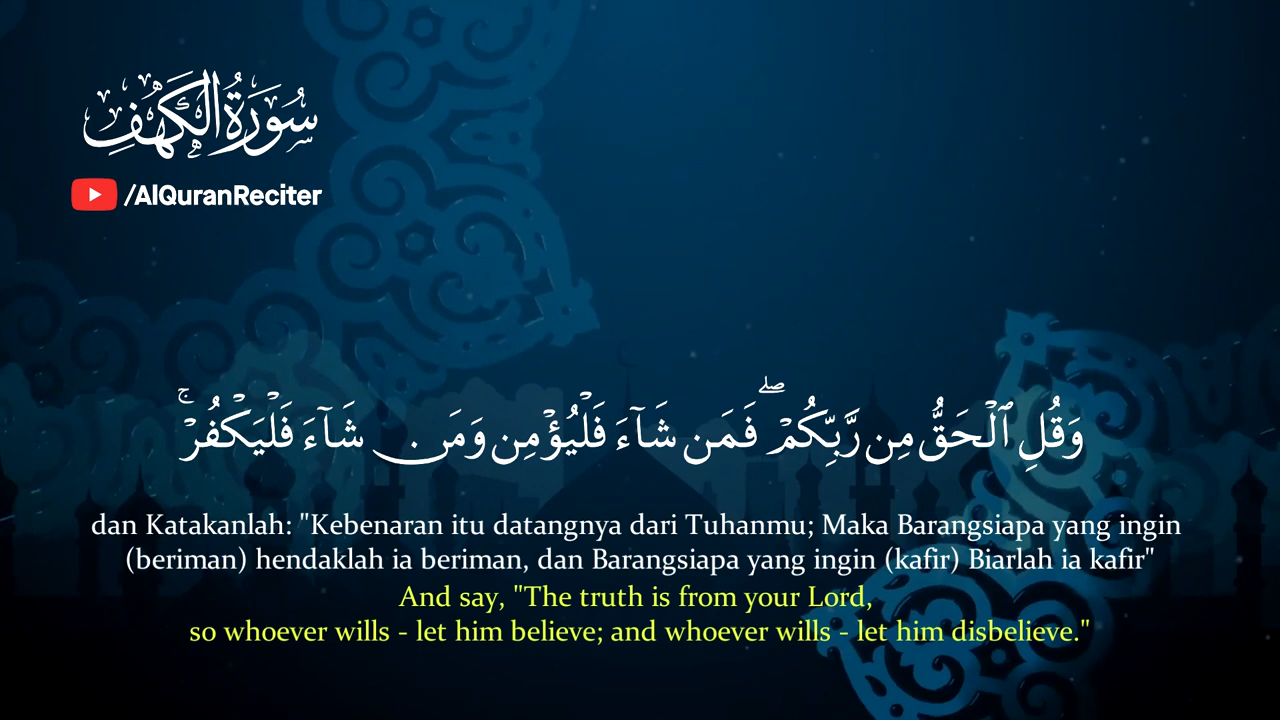 سُورَةُ الكَهْفِ
/AlQuranReciter
وَقُلِ ٱلْحَقُّ مِن رَّبِّكُمْ ۖ فَمَن شَآءَ فَلْيُؤْمِن وَمَن شَآءَ فَلْيَكْفُرْ ۚ
dan Katakanlah: "Kebenaran itu datangnya dari Tuhanmu; Maka Barangsiapa yang ingin
(beriman) hendaklah ia beriman, dan Barangsiapa yang ingin (kafir) Biarlah ia kafir"
And say, "The truth is from your Lord,
so whoever wills - let him believe; and whoever wills - let him disbelieve."